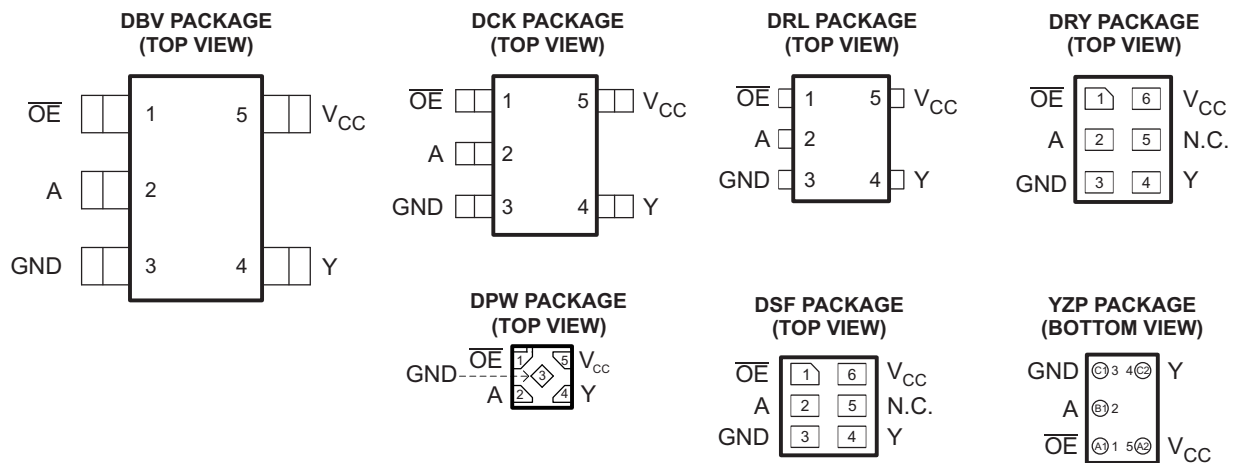 DBV PACKAGE
(TOP VIEW)
OE 1 5 VCC
A 2
GND 3 4 Y
DCK PACKAGE
(TOP VIEW)
OE 1 5 VCC
A 2
GND 3 4 Y
DRL PACKAGE
(TOP VIEW)
OE 1 5 VCC
A 2
GND 3 4 Y
DRY PACKAGE
(TOP VIEW)
OE 1 6 VCC
A 2 5 N.C.
GND 3 4 Y
DPW PACKAGE
(TOP VIEW)
OE 1 5 VCC
GND 3
A 2 4 Y
DSF PACKAGE
(TOP VIEW)
OE 1 6 VCC
A 2 5 N.C.
GND 3 4 Y
YZP PACKAGE
(BOTTOM VIEW)
GND C1 3 4 C2 Y
A B1 2
OE A1 1 5 A2 VCC